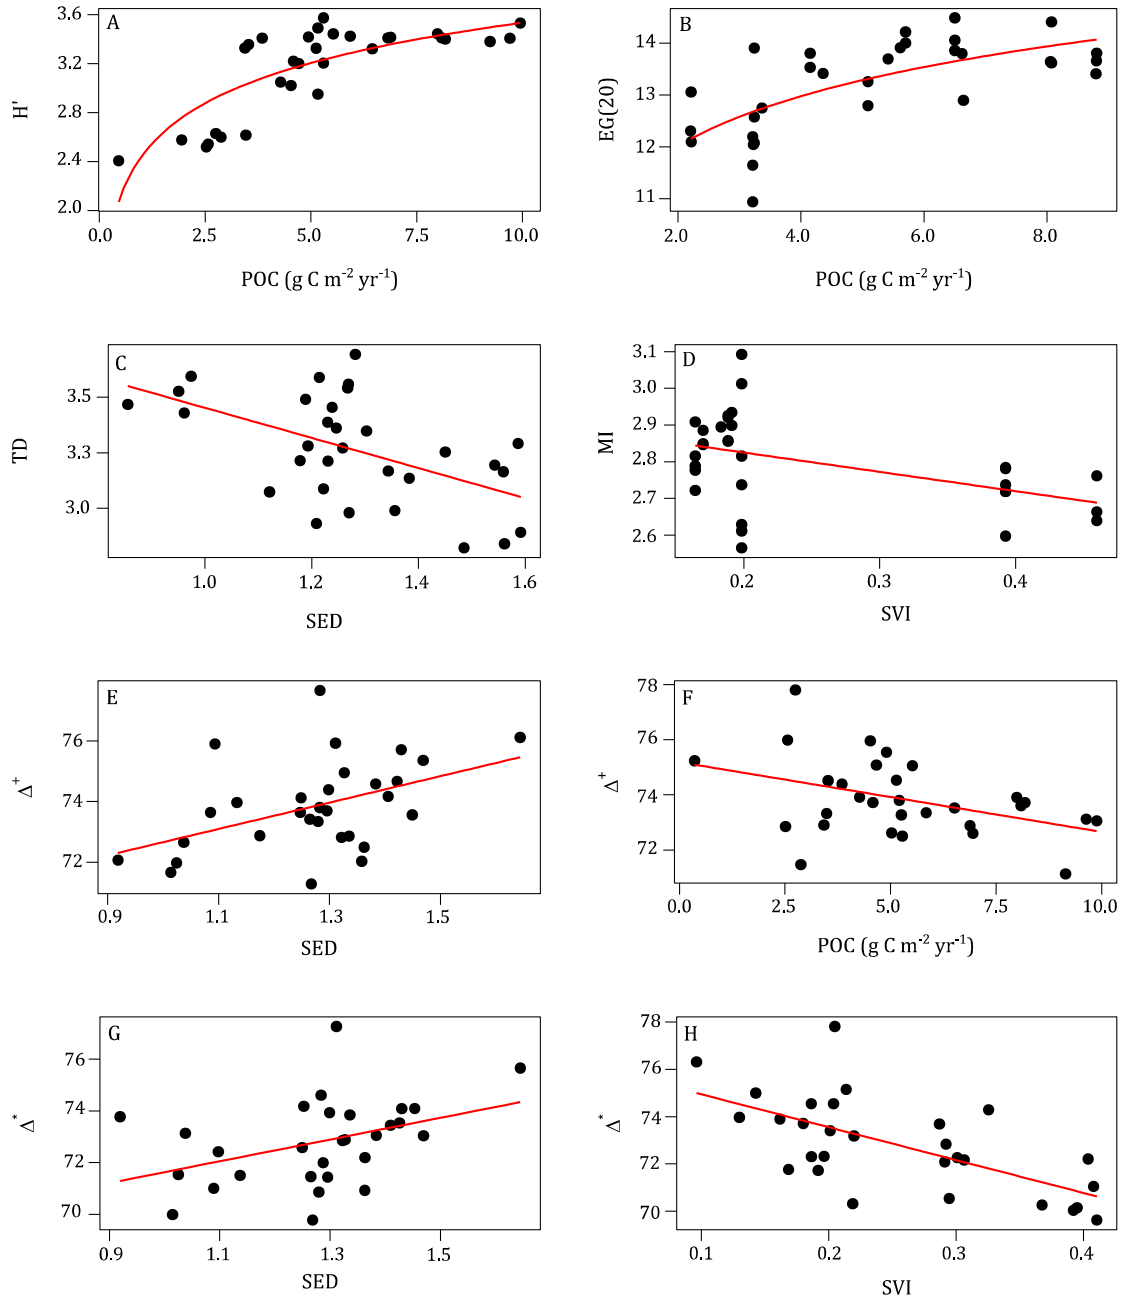 A
H'
3.6
3.2
2.8
2.4
2.0
0.0 2.5 5.0 7.5 10.0
POC (g C m⁻² yr⁻¹)
B
EG(20)
14
13
12
11
2.0 4.0 6.0 8.0
POC (g C m⁻² yr⁻¹)
C
TD
3.5
3.3
3.0
1.0 1.2 1.4 1.6
SED
D
MI
3.1
3.0
2.9
2.8
2.7
2.6
0.2 0.3 0.4
SVI
E
Δ⁺
76
74
72
0.9 1.1 1.3 1.5
SED
F
Δ⁺
78
76
74
72
0.0 2.5 5.0 7.5 10.0
POC (g C m⁻² yr⁻¹)
G
Δ*
76
74
72
70
0.9 1.1 1.3 1.5
SED
H
Δ*
78
76
74
72
70
0.1 0.2 0.3 0.4
SVI